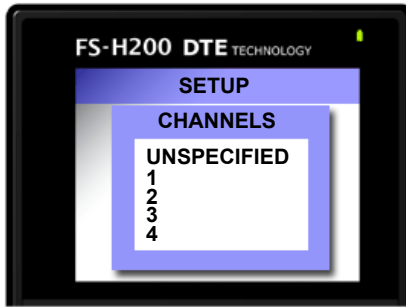 FS-H200 DTE TECHNOLOGY
SETUP
CHANNELS
UNSPECIFIED
1
2
3
4